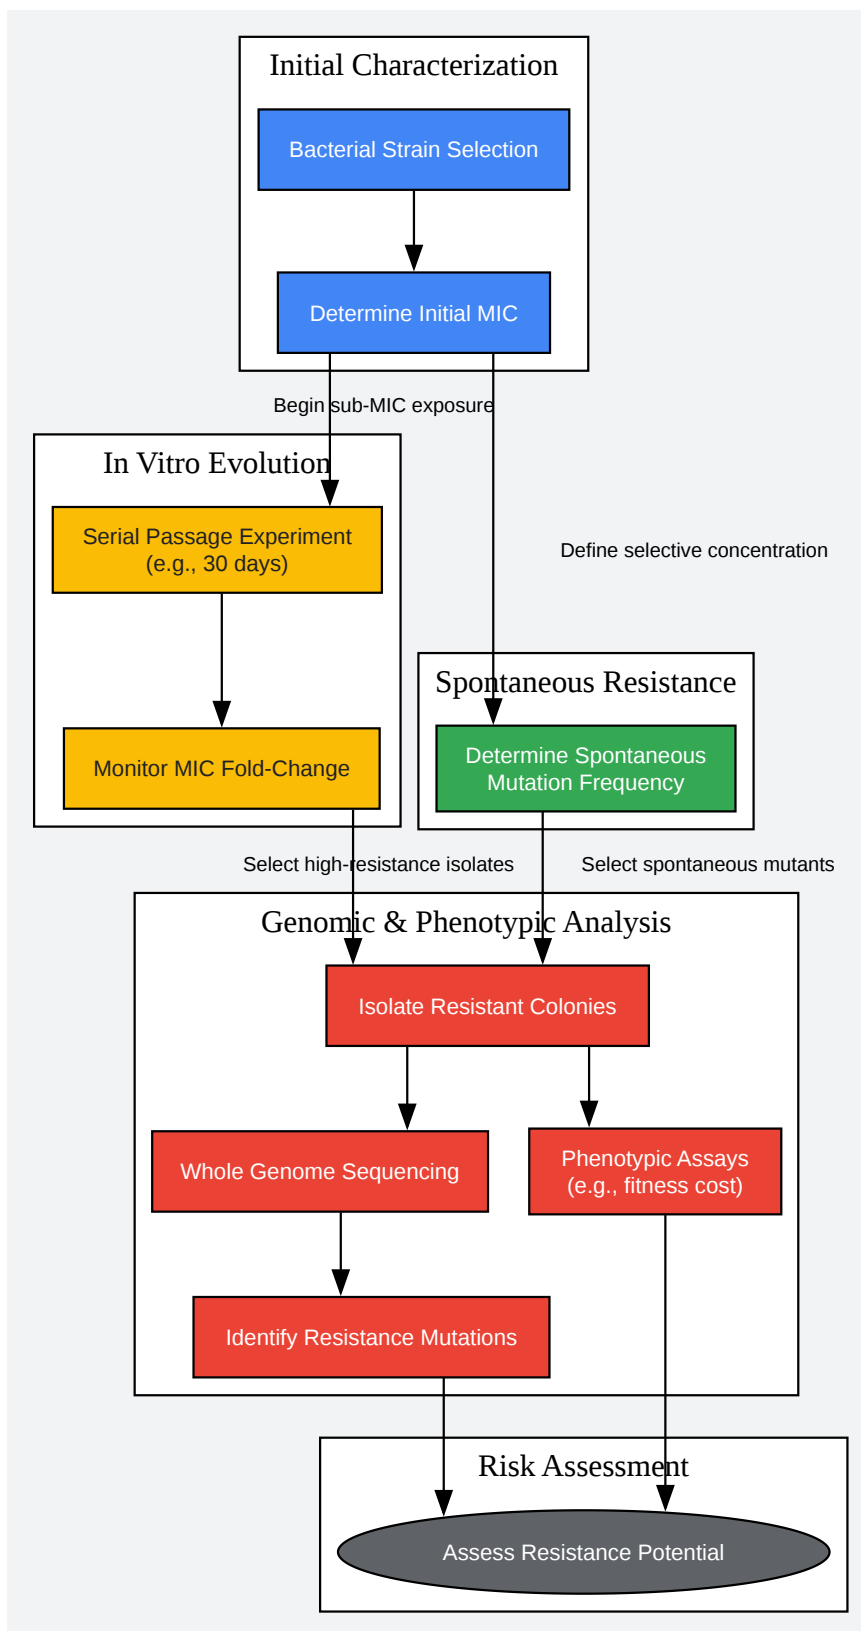 Initial Characterization
Bacterial Strain Selection
Determine Initial MIC
Begin sub-MIC exposure
In Vitro Evolution
Serial Passage Experiment
(e.g., 30 days)
Define selective concentration
Monitor MIC Fold-Change
Spontaneous Resistance
Determine Spontaneous
Mutation Frequency
Select high-resistance isolates
Select spontaneous mutants
Genomic & Phenotypic Analysis
Isolate Resistant Colonies
Whole Genome Sequencing
Phenotypic Assays
(e.g., fitness cost)
Identify Resistance Mutations
Risk Assessment
Assess Resistance Potential